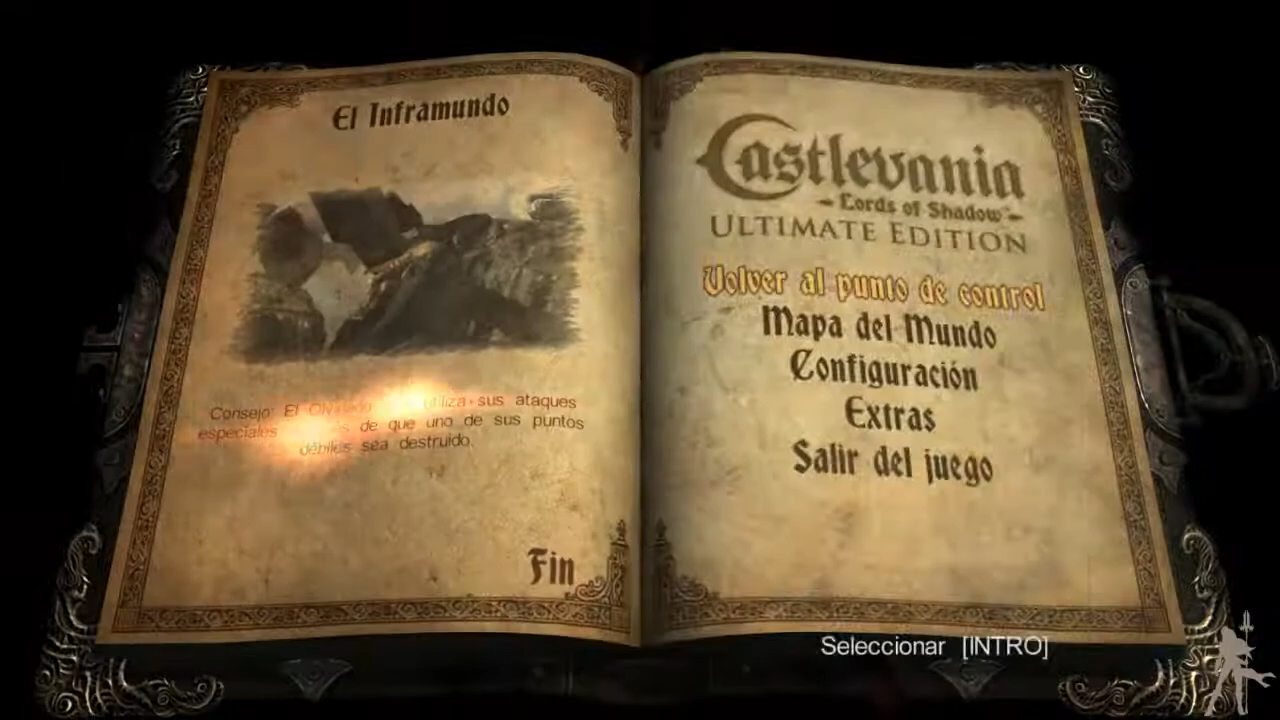 El Inframundo
Consejo: El utiliza sus ataques
especiales de que uno de sus puntos
débiles sea destruido.
Fin
Castlevania
Lords of Shadow
ULTIMATE EDITION
Volver al punto de control
Mapa del Mundo
Configuración
Extras
Salir del juego
Seleccionar [INTRO]